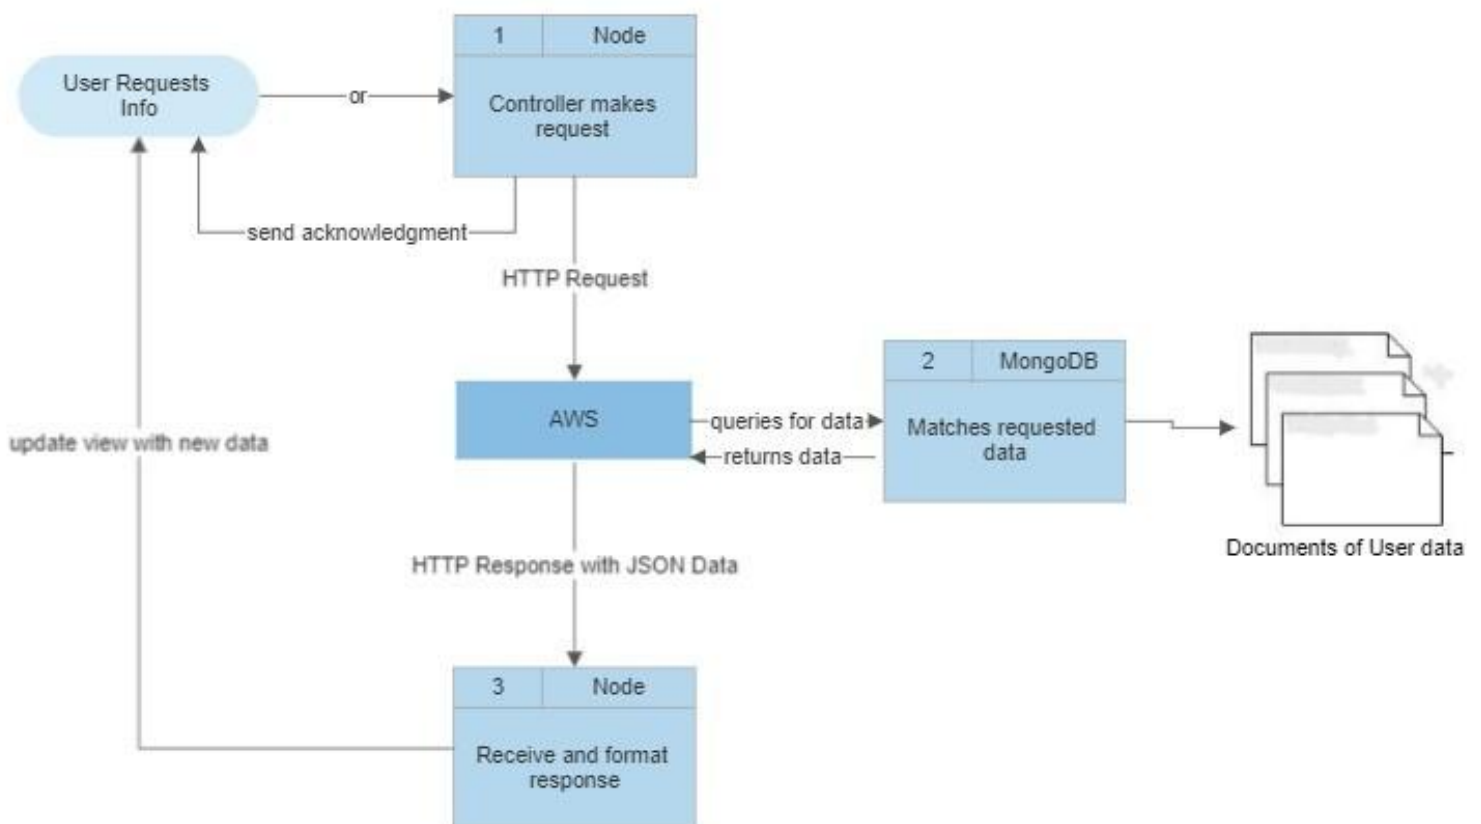 1 Node
User Requests
Info
or
Controller makes
request
send acknowledgment
HTTP Request
2 MongoDB
AWS
queries for data
Matches requested
data
returns data
update view with new data
Documents of User data
HTTP Response with JSON Data
3 Node
Receive and format
response